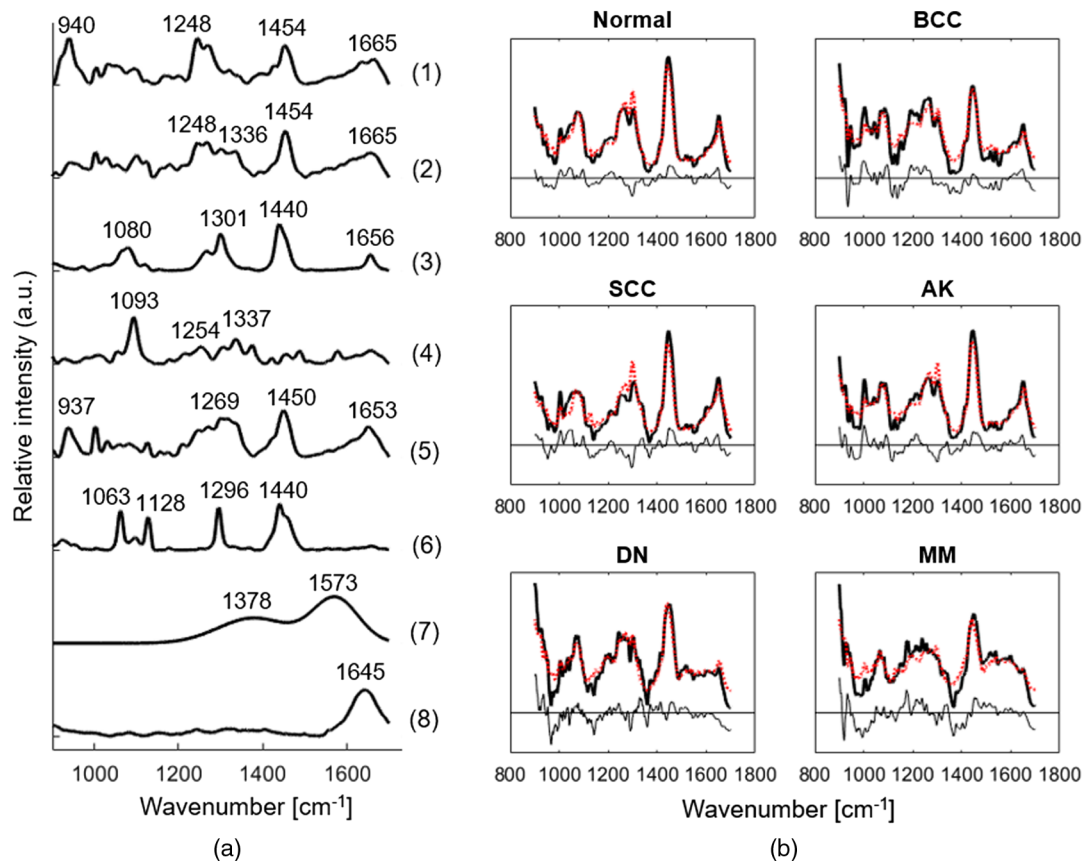 940 1248 1454 1665 (1)
1248 1336 1454 1665 (2)
1080 1301 1440 1656 (3)
1093 1254 1337 (4)
937 1269 1450 1653 (5)
1063 1128 1296 1440 (6)
1378 1573 (7)
1645 (8)
Relative intensity (a.u.)
1000 1200 1400 1600
Wavenumber [cm-1]
(a)
Normal
800 1000 1200 1400 1600 1800
BCC
800 1000 1200 1400 1600 1800
SCC
800 1000 1200 1400 1600 1800
AK
800 1000 1200 1400 1600 1800
DN
800 1000 1200 1400 1600 1800
MM
800 1000 1200 1400 1600 1800
Wavenumber [cm-1]
(b)